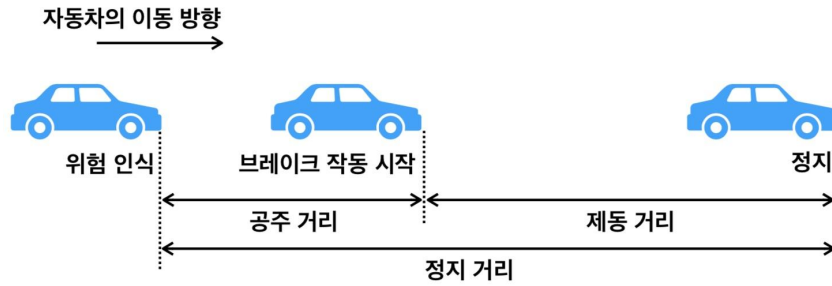 자동차의 이동 방향
위험 인식
브레이크 작동 시작
정지
공주 거리
제동 거리
정지 거리